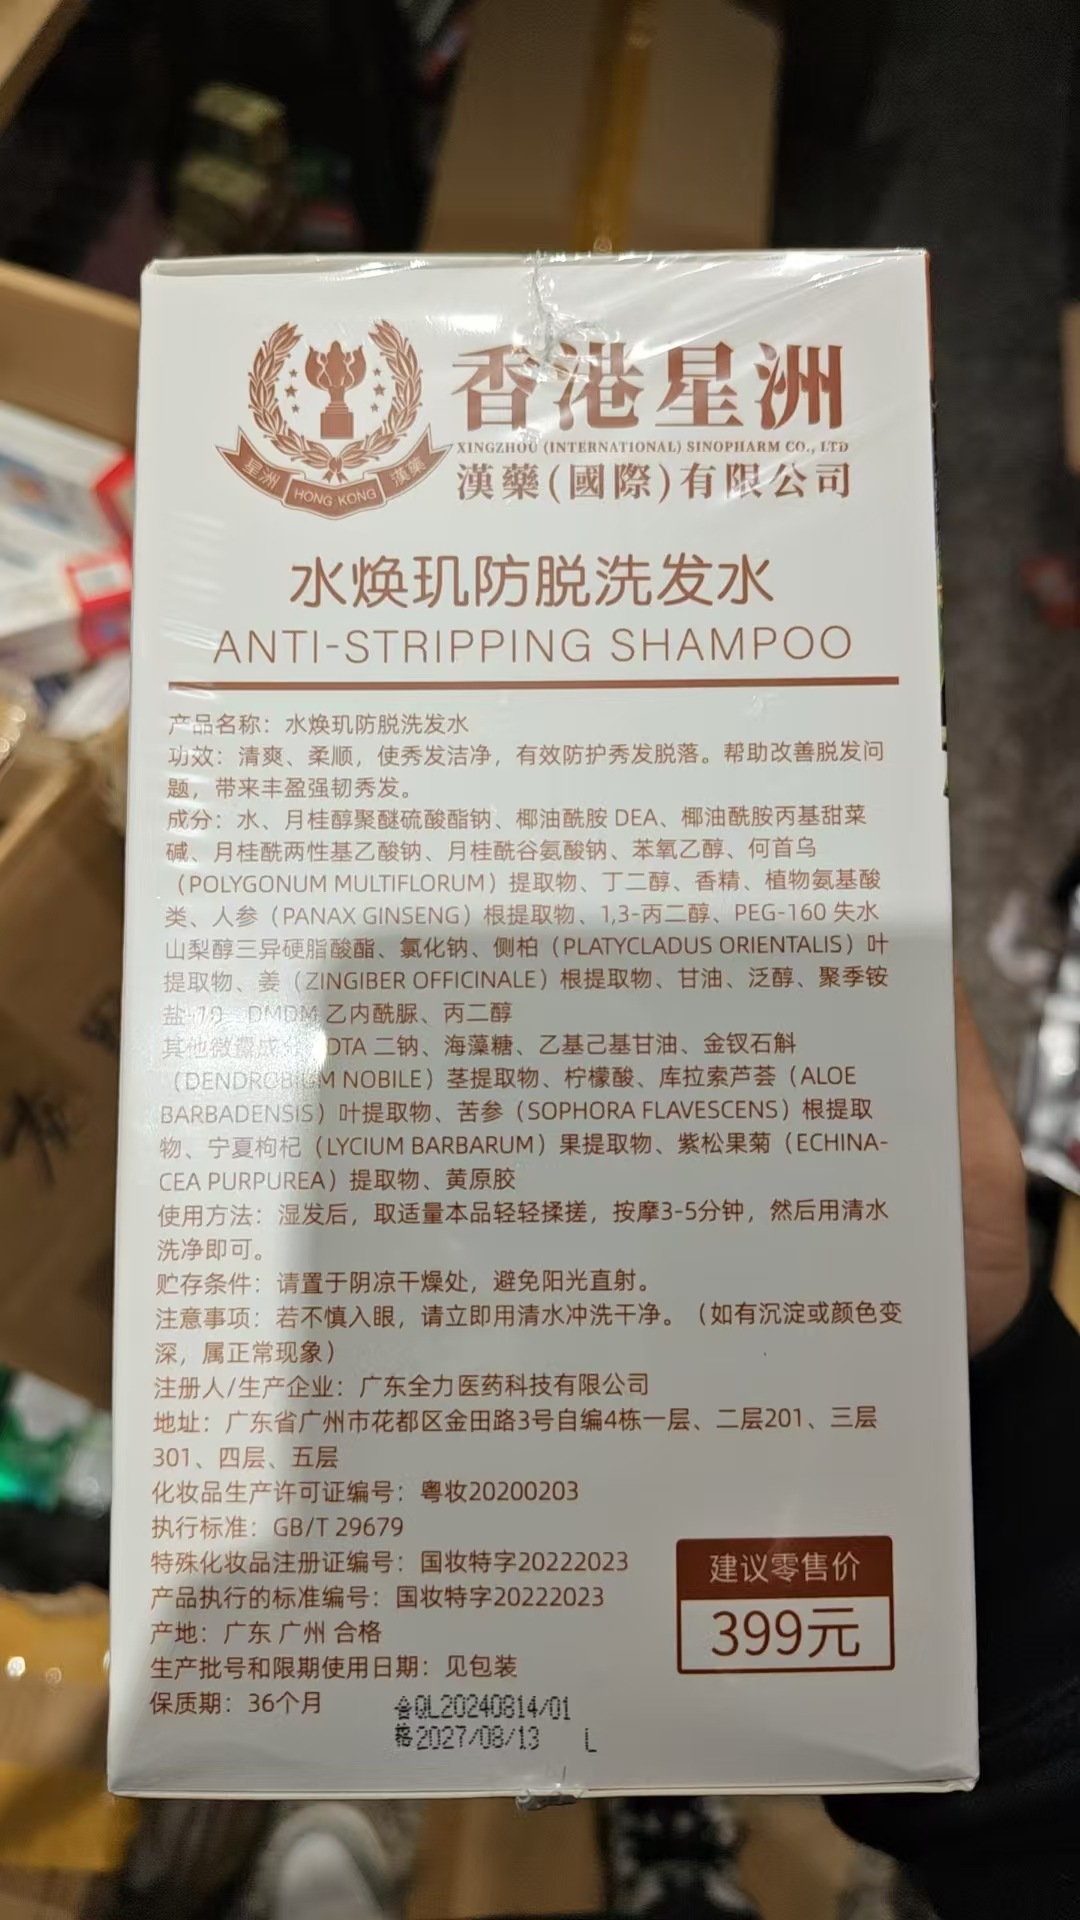 香港星洲
XINGZHOU (INTERNATIONAL) SINOPHARM CO., LTD
漢藥(國際)有限公司
星洲 HONG KONG 漢藥
水焕玑防脱洗发水
ANTI-STRIPPING SHAMPOO
产品名称：水焕玑防脱洗发水
功效：清爽、柔顺，使秀发洁净，有效防护秀发脱落。帮助改善脱发问
题，带来丰盈强韧秀发。
成分：水、月桂醇聚醚硫酸酯钠、椰油酰胺 DEA、椰油酰胺丙基甜菜
碱、月桂酰两性基乙酸钠、月桂酰谷氨酸钠、苯氧乙醇、何首乌
（POLYGONUM MULTIFLORUM）提取物、丁二醇、香精、植物氨基酸
类、人参（PANAX GINSENG）根提取物、1,3-丙二醇、PEG-160 失水
山梨醇三异硬脂酸酯、氯化钠、侧柏（PLATYCLADUS ORIENTALIS）叶
提取物、姜（ZINGIBER OFFICINALE）根提取物、甘油、泛醇、聚季铵
盐-10、DMDM 乙内酰脲、丙二醇
其他微量成分 DTA 二钠、海藻糖、乙基己基甘油、金钗石斛
（DENDROBIUM NOBILE）茎提取物、柠檬酸、库拉索芦荟（ALOE
BARBADENSIS）叶提取物、苦参（SOPHORA FLAVESCENS）根提取
物、宁夏枸杞（LYCIUM BARBARUM）果提取物、紫松果菊（ECHINA-
CEA PURPUREA）提取物、黄原胶
使用方法：湿发后，取适量本品轻轻揉搓，按摩3-5分钟，然后用清水
洗净即可。
贮存条件：请置于阴凉干燥处，避免阳光直射。
注意事项：若不慎入眼，请立即用清水冲洗干净。（如有沉淀或颜色变
深，属正常现象）
注册人/生产企业：广东全力医药科技有限公司
地址：广东省广州市花都区金田路3号自编4栋一层、二层201、三层
301、四层、五层
化妆品生产许可证编号：粤妆20200203
执行标准：GB/T 29679
特殊化妆品注册证编号：国妆特字20222023
产品执行的标准编号：国妆特字20222023
产地：广东 广州 合格
生产批号和限期使用日期：见包装
保质期：36个月
合QL20240814/01
格2027/08/13 L
建议零售价
399元